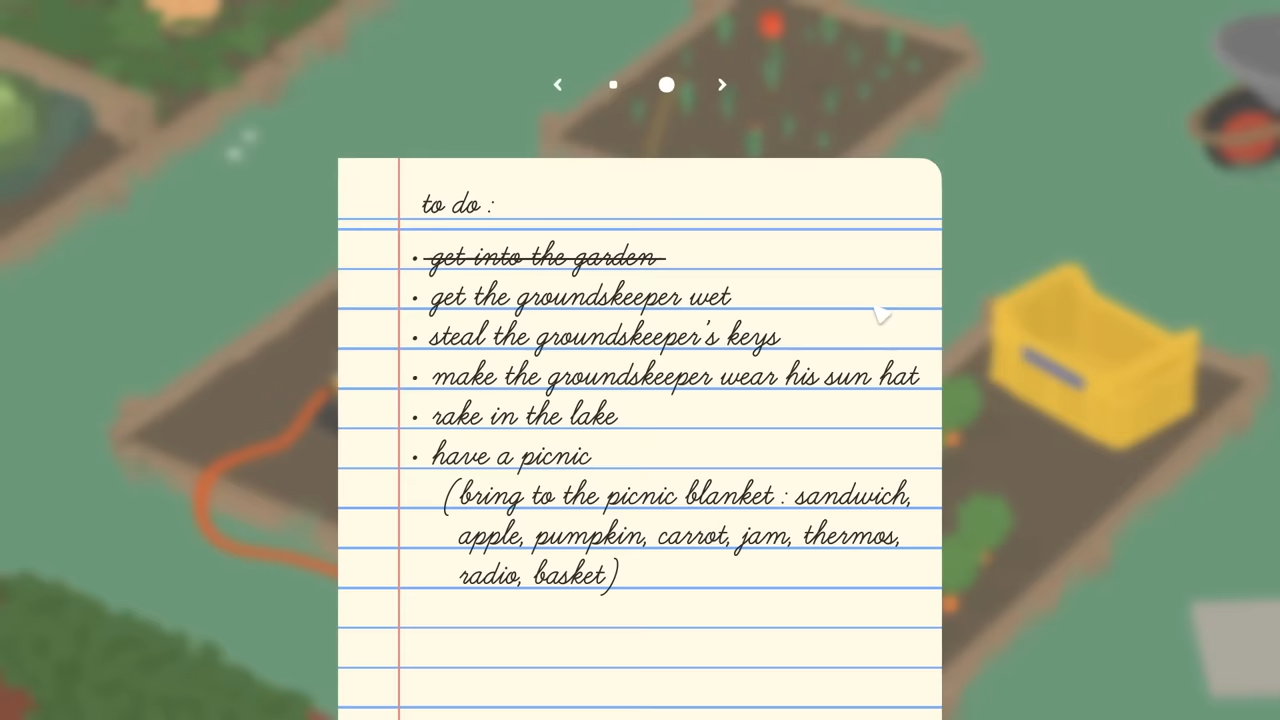 to do :
• get into the garden
• get the groundskeeper wet
• steal the groundskeeper's keys
• make the groundskeeper wear his sun hat
• rake in the lake
• have a picnic
(bring to the picnic blanket : sandwich,
apple, pumpkin, carrot, jam, thermos,
radio, basket)